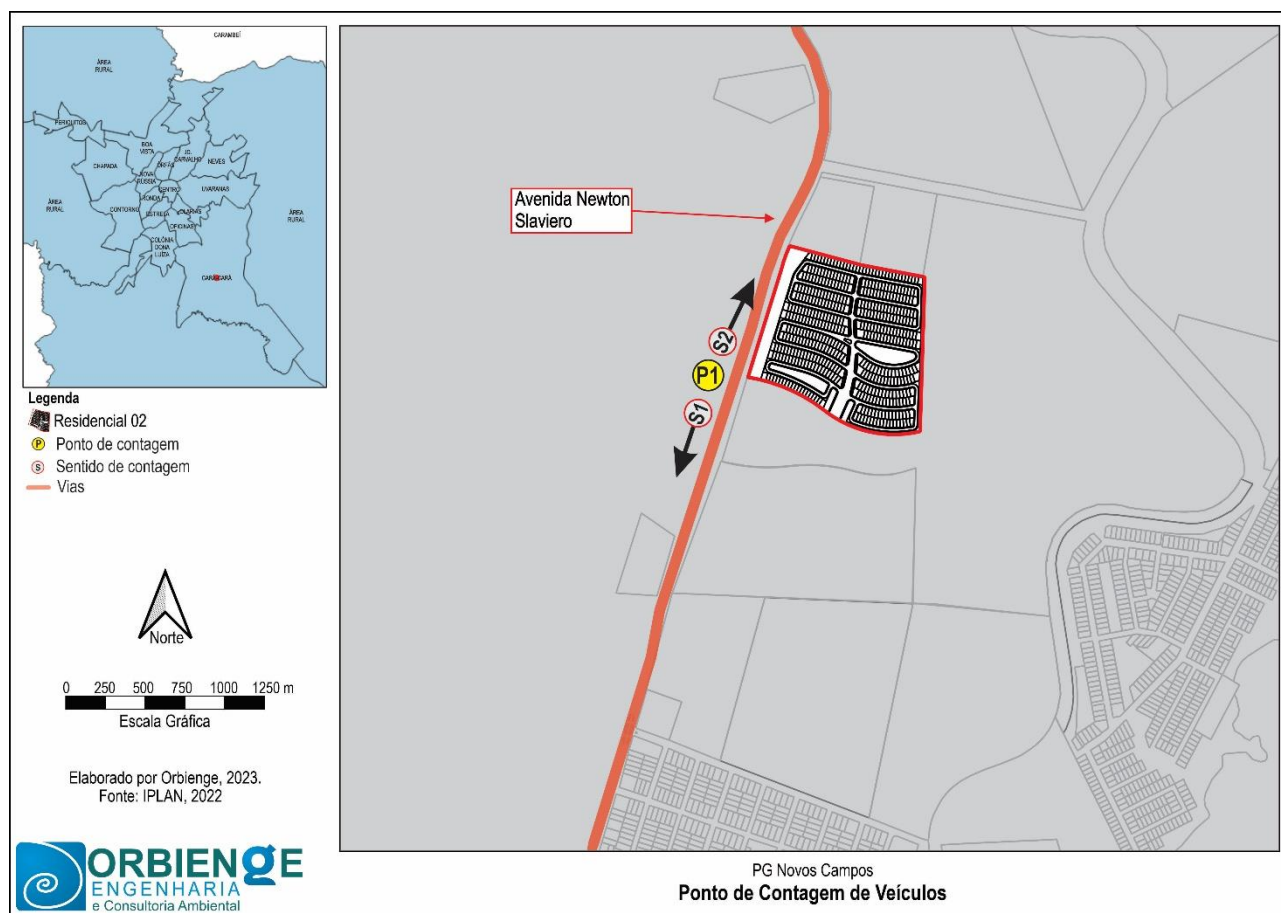 CARAMBEÍ
ÁREA
RURAL
PERIQUITOS
BOA
VISTA
JD.
CARVALHO
ÓRFÃS
NEVES
CHAPADA
NOVA
RÚSSIA
CENTRO
UVARANAS
RONDA
CONTORNO
ESTRELA
OLARIAS
ÁREA
RURAL
ÁREA
RURAL
OFICINAS
COLÔNIA
DONA
LUÍZA
CARÁ-CARÁ
Legenda
Residencial 02
P Ponto de contagem
S Sentido de contagem
Vias
Norte
0 250 500 750 1000 1250 m
Escala Gráfica
Elaborado por Orbienge, 2023.
Fonte: IPLAN, 2022
ORBIENGE
ENGENHARIA
e Consultoria Ambiental
Avenida Newton
Slaviero
S2
P1
S1
PG Novos Campos
Ponto de Contagem de Veículos